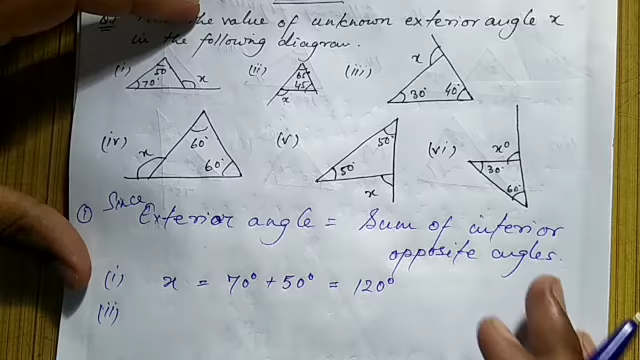 the value of unknown exterior angle x
in the following diagram.
(i) 50° 70° x
(ii) 65° 45° x
(iii) x 30° 40°
(iv) x 60° 60°
(v) 50° 50° x
(vi) x° 30° 60°
① Since Exterior angle = Sum of interior
opposite angles.
(i) x = 70° + 50° = 120°
(ii)